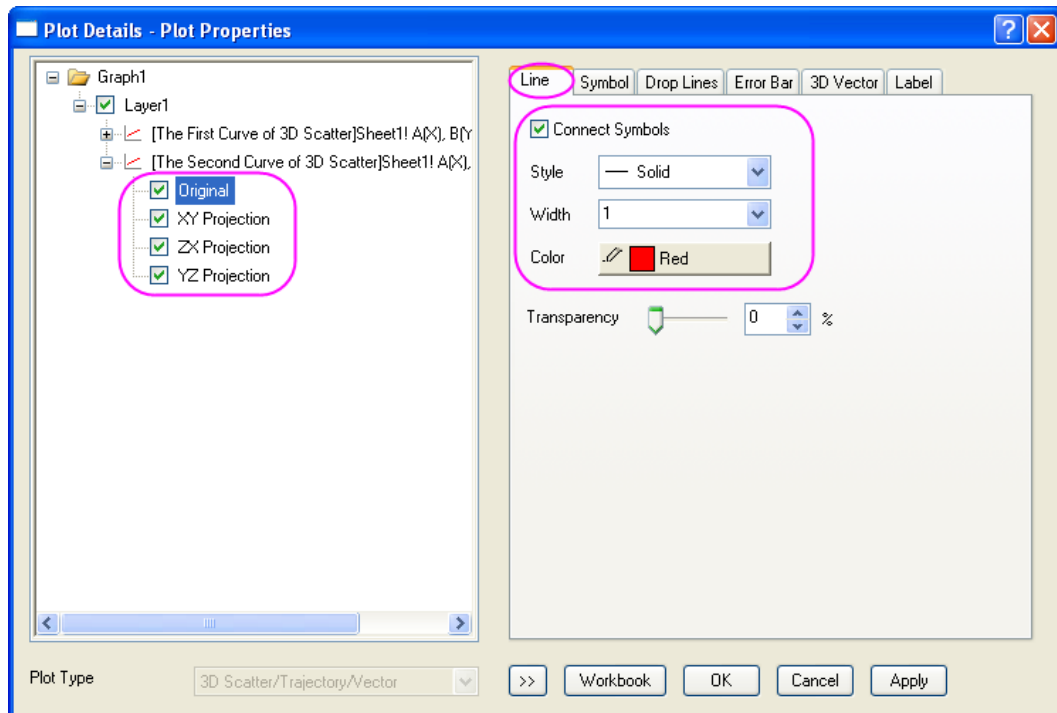 Plot Details - Plot Properties
Graph1
Layer1
[The First Curve of 3D Scatter]Sheet1! A(X), B(Y
[The Second Curve of 3D Scatter]Sheet1! A(X),
Original
XY Projection
ZX Projection
YZ Projection
Line
Symbol
Drop Lines
Error Bar
3D Vector
Label
Connect Symbols
Style
Solid
Width
1
Color
Red
Transparency
0
%
Plot Type
3D Scatter/Trajectory/Vector
>>
Workbook
OK
Cancel
Apply